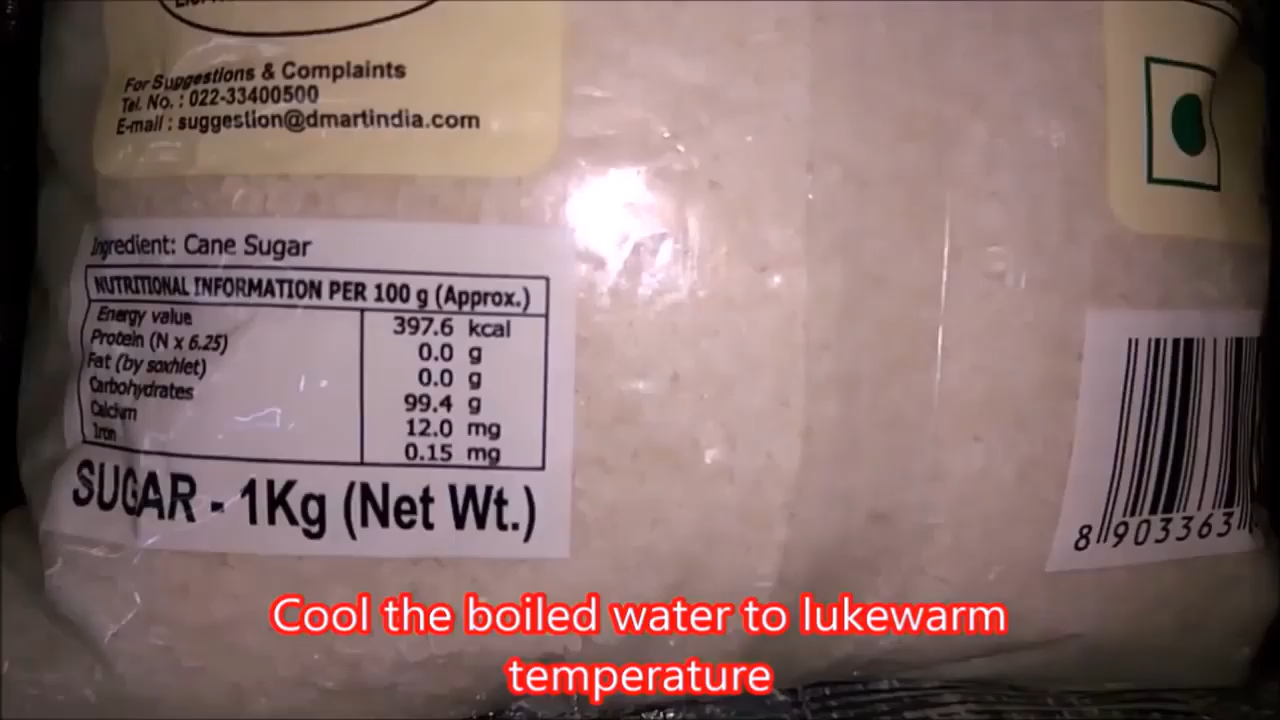 For Suggestions & Complaints
Tel. No. : 022-33400500
E-mail : suggestion@dmartindia.com
Ingredient: Cane Sugar
NUTRITIONAL INFORMATION PER 100 g (Approx.)
Energy value 397.6 kcal
Protein (N x 6.25) 0.0 g
Fat (by soxhlet) 0.0 g
Carbohydrates 99.4 g
Calcium 12.0 mg
Iron 0.15 mg
SUGAR - 1Kg (Net Wt.)
8 903363
Cool the boiled water to lukewarm
temperature